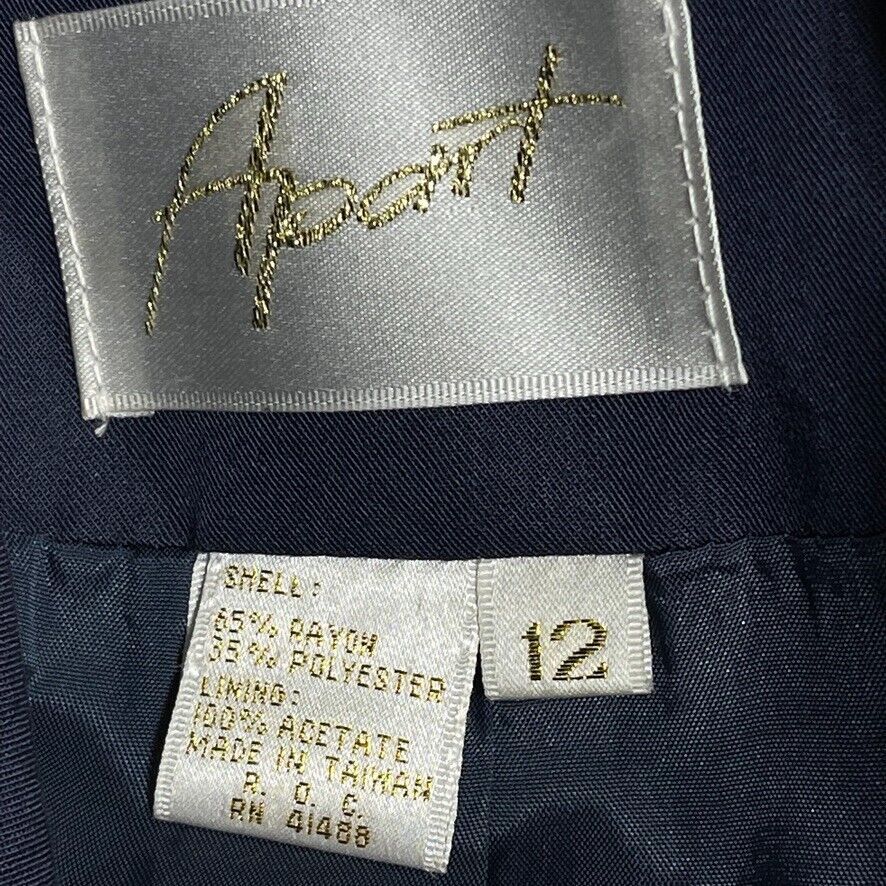 Apart
SHELL:
65% RAYON
35% POLYESTER
LINING:
100% ACETATE
MADE IN TAIWAN
R. O. C.
RN 41488
12